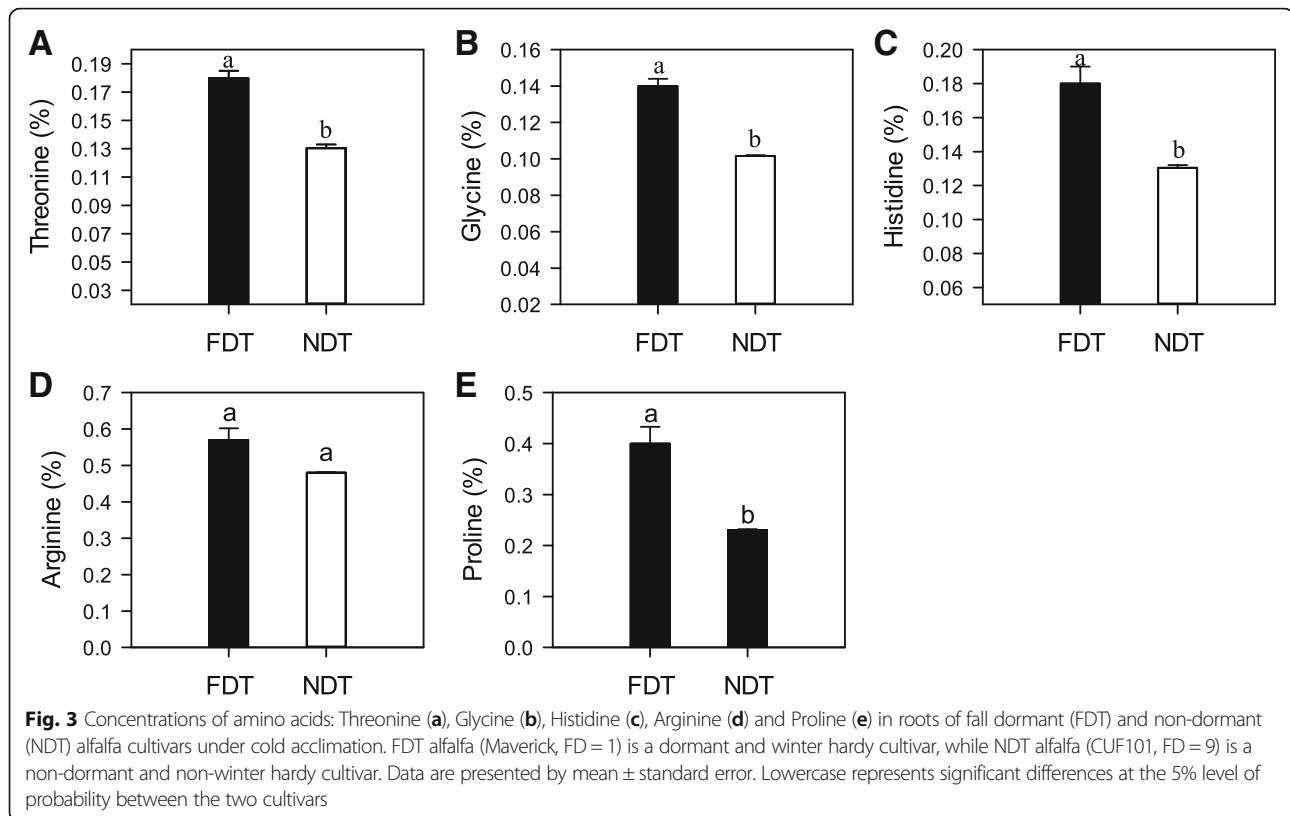 A
Threonine (%)
0.19
0.17
0.15
0.13
0.11
0.09
0.07
0.05
0.03
a
b
FDT NDT
B
Glycine (%)
0.16
0.14
0.12
0.10
0.08
0.06
0.04
0.02
a
b
FDT NDT
C
Histidine (%)
0.20
0.18
0.16
0.14
0.12
0.10
0.08
0.06
a
b
FDT NDT
D
Arginine (%)
0.7
0.6
0.5
0.4
0.3
0.2
0.1
0.0
a
a
FDT NDT
E
Proline (%)
0.5
0.4
0.3
0.2
0.1
0.0
a
b
FDT NDT
Fig. 3 Concentrations of amino acids: Threonine (a), Glycine (b), Histidine (c), Arginine (d) and Proline (e) in roots of fall dormant (FDT) and non-dormant
(NDT) alfalfa cultivars under cold acclimation. FDT alfalfa (Maverick, FD = 1) is a dormant and winter hardy cultivar, while NDT alfalfa (CUF101, FD = 9) is a
non-dormant and non-winter hardy cultivar. Data are presented by mean ± standard error. Lowercase represents significant differences at the 5% level of
probability between the two cultivars